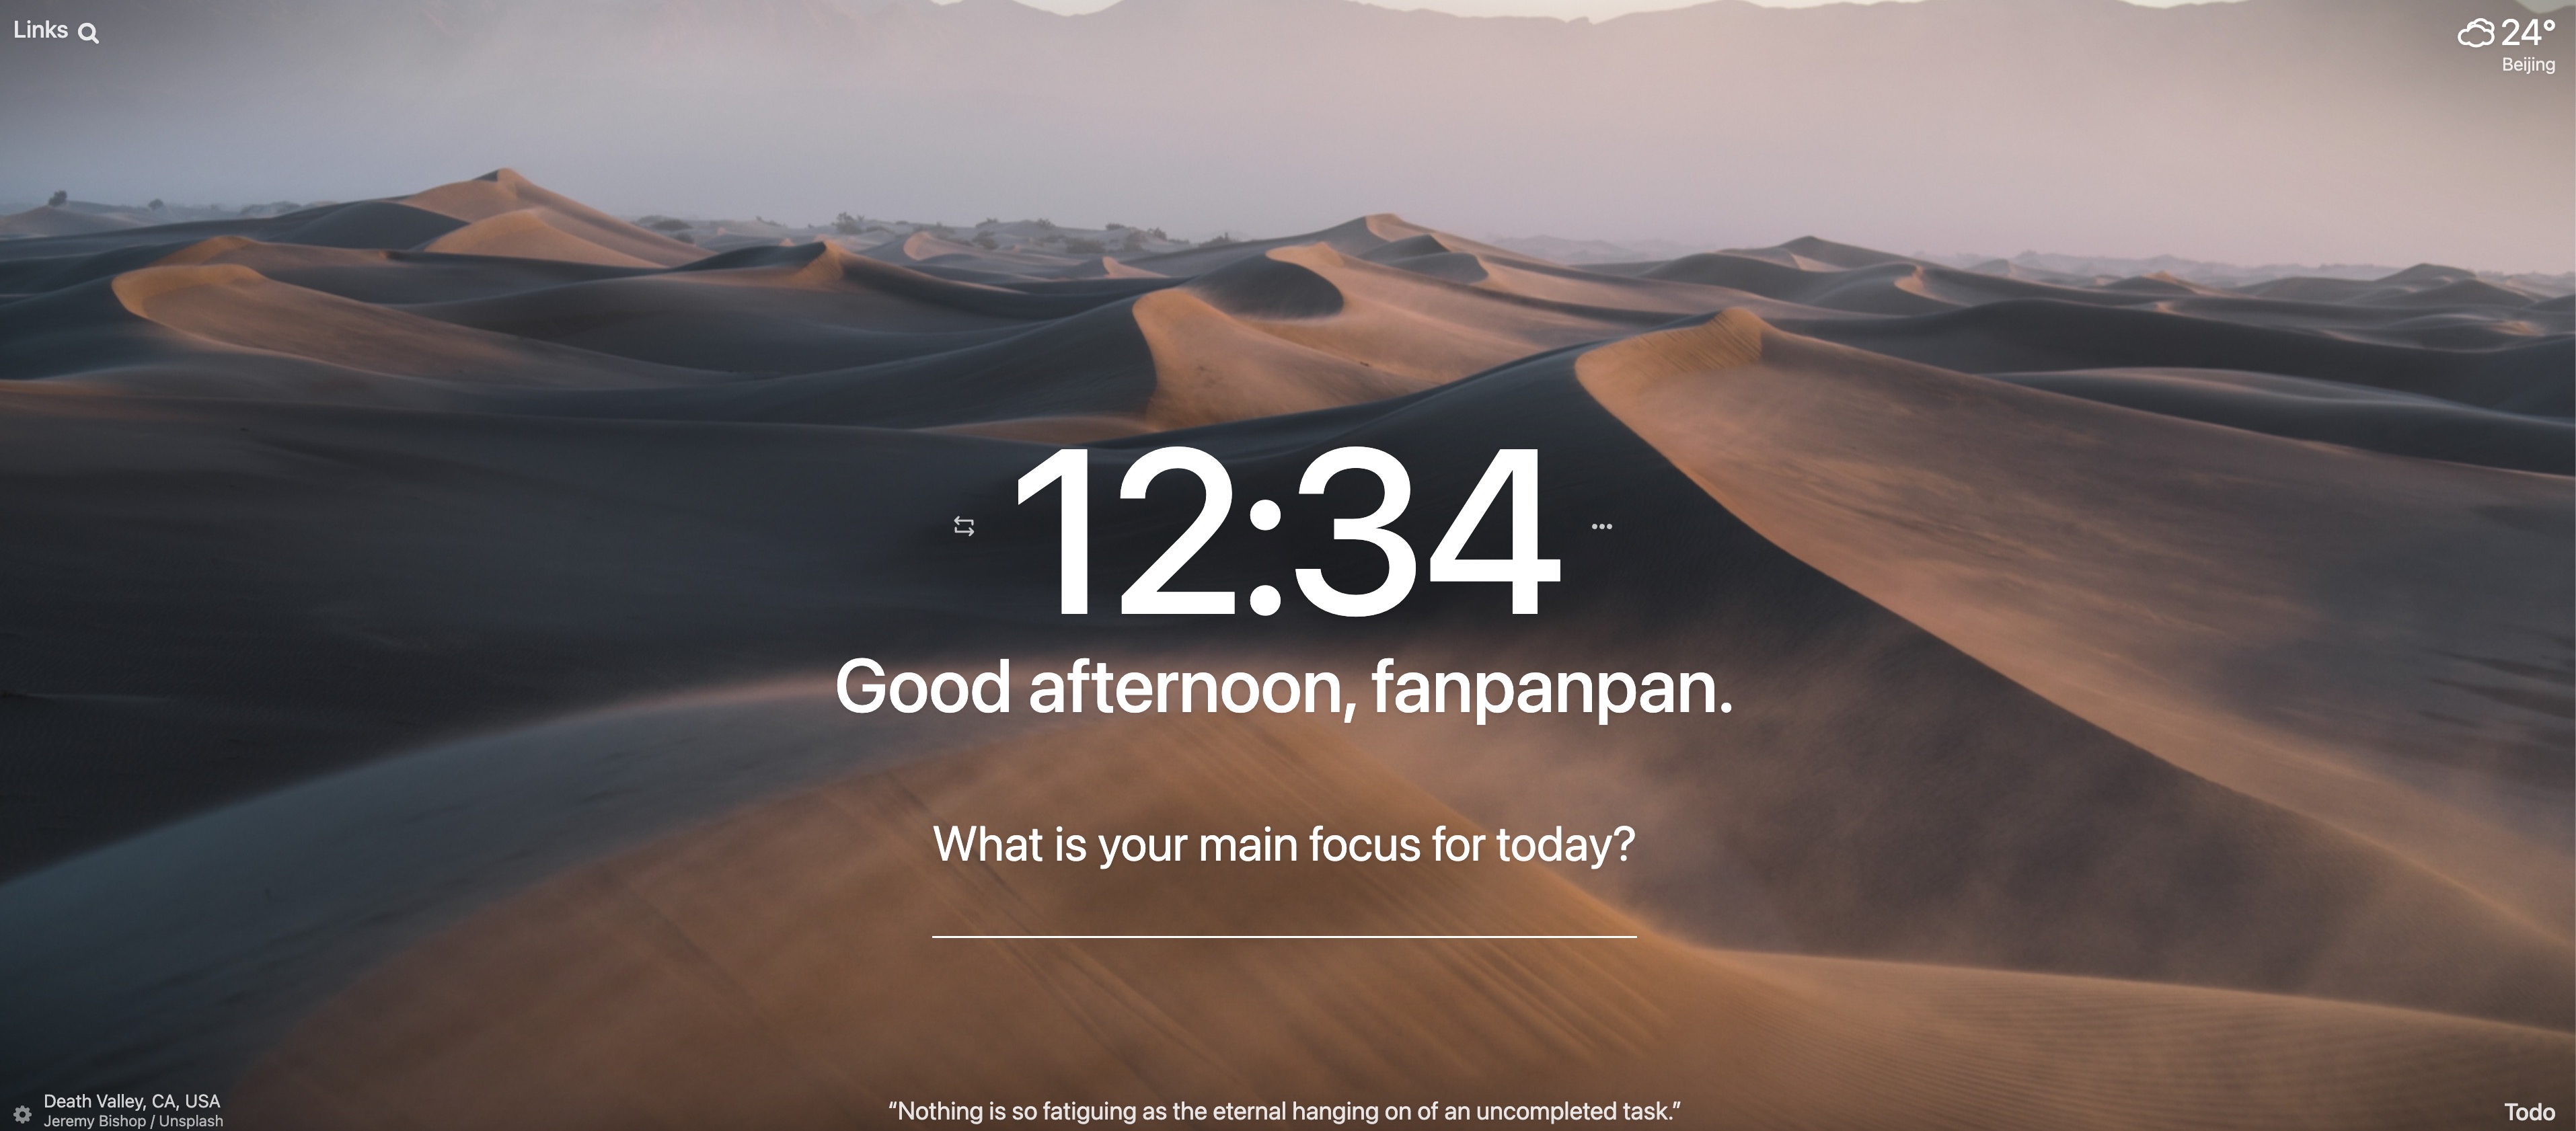 Links
24°
Beijing
12:34
Good afternoon, fanpanpan.
What is your main focus for today?
Death Valley, CA, USA
Jeremy Bishop / Unsplash
“Nothing is so fatiguing as the eternal hanging on of an uncompleted task.”
Todo